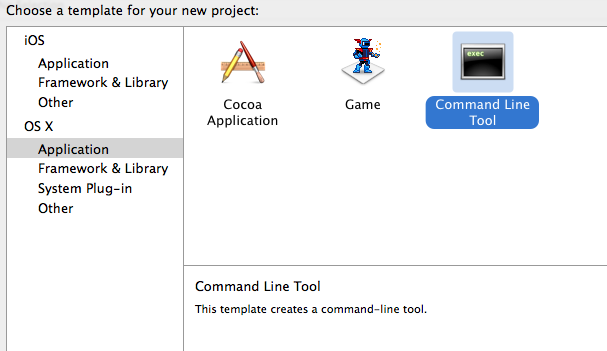 Choose a template for your new project:
iOS
Application
Framework & Library
Other
OS X
Application
Framework & Library
System Plug-in
Other
Cocoa
Application
Game
exec
Command Line
Tool
Command Line Tool
This template creates a command-line tool.